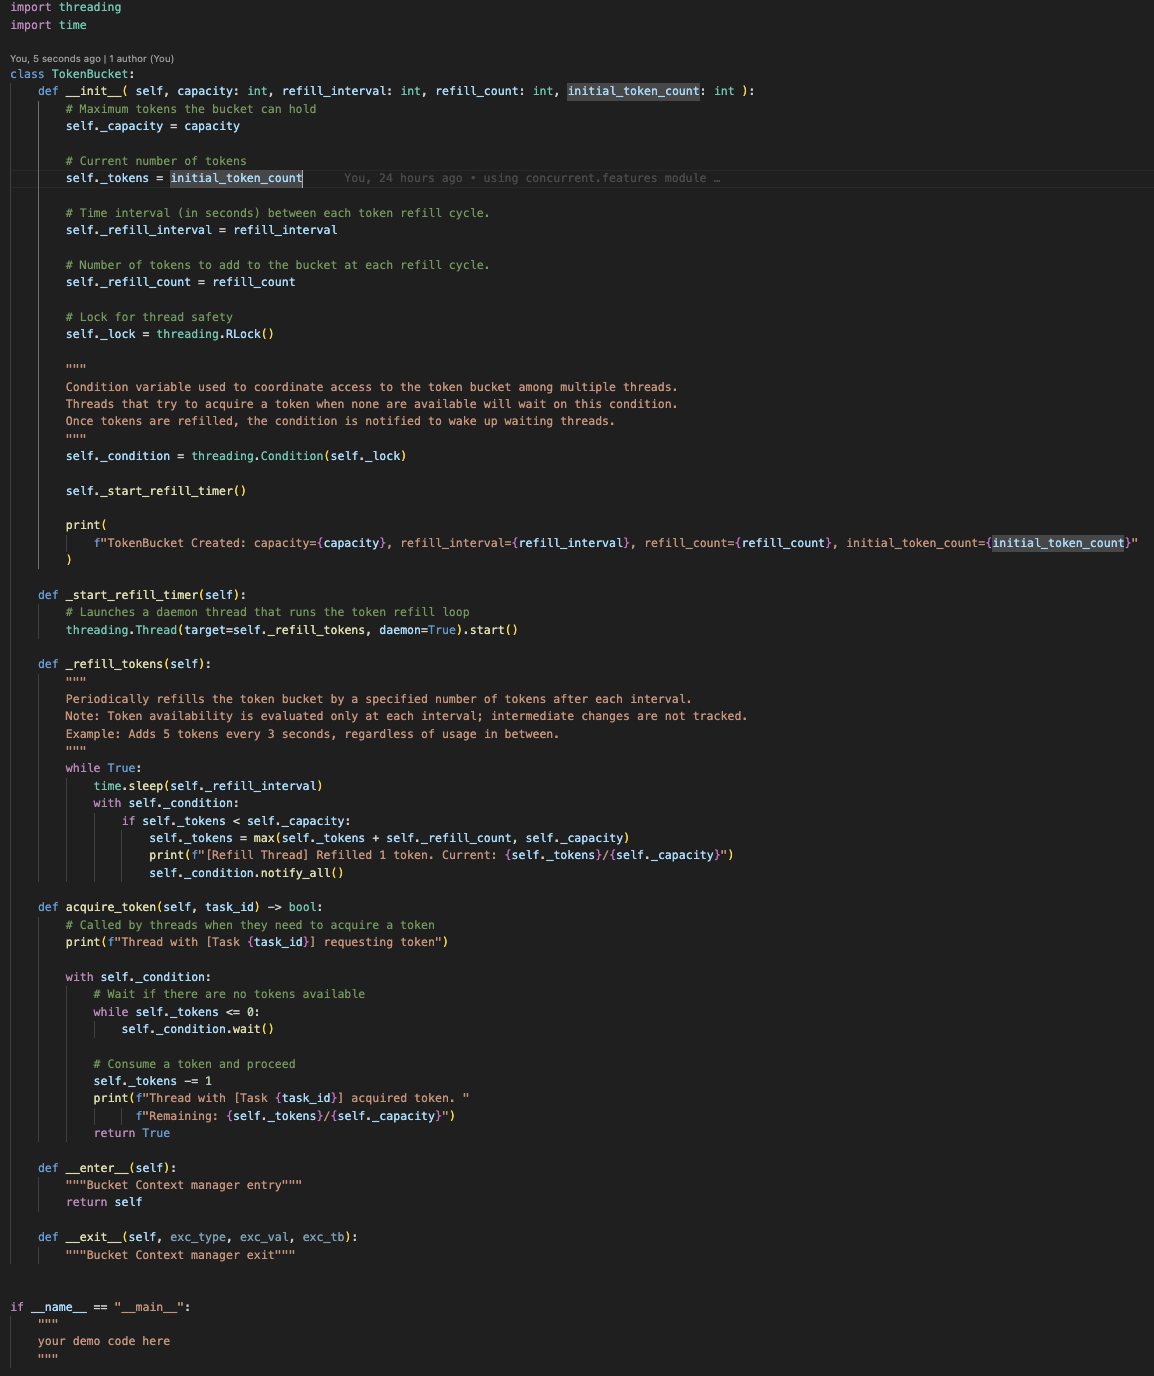 import threading
import time
You, 5 seconds ago | 1 author (You)
class TokenBucket:
    def __init__( self, capacity: int, refill_interval: int, refill_count: int, initial_token_count: int ):
        # Maximum tokens the bucket can hold
        self._capacity = capacity

        # Current number of tokens
        self._tokens = initial_token_count      You, 24 hours ago • using concurrent.features module …

        # Time interval (in seconds) between each token refill cycle.
        self._refill_interval = refill_interval

        # Number of tokens to add to the bucket at each refill cycle.
        self._refill_count = refill_count

        # Lock for thread safety
        self._lock = threading.RLock()

        """
        Condition variable used to coordinate access to the token bucket among multiple threads.
        Threads that try to acquire a token when none are available will wait on this condition.
        Once tokens are refilled, the condition is notified to wake up waiting threads.
        """
        self._condition = threading.Condition(self._lock)

        self._start_refill_timer()

        print(
            f"TokenBucket Created: capacity={capacity}, refill_interval={refill_interval}, refill_count={refill_count}, initial_token_count={initial_token_count}"
        )

    def _start_refill_timer(self):
        # Launches a daemon thread that runs the token refill loop
        threading.Thread(target=self._refill_tokens, daemon=True).start()

    def _refill_tokens(self):
        """
        Periodically refills the token bucket by a specified number of tokens after each interval.
        Note: Token availability is evaluated only at each interval; intermediate changes are not tracked.
        Example: Adds 5 tokens every 3 seconds, regardless of usage in between.
        """
        while True:
            time.sleep(self._refill_interval)
            with self._condition:
                if self._tokens < self._capacity:
                    self._tokens = max(self._tokens + self._refill_count, self._capacity)
                    print(f"[Refill Thread] Refilled 1 token. Current: {self._tokens}/{self._capacity}")
                    self._condition.notify_all()

    def acquire_token(self, task_id) -> bool:
        # Called by threads when they need to acquire a token
        print(f"Thread with [Task {task_id}] requesting token")

        with self._condition:
            # Wait if there are no tokens available
            while self._tokens <= 0:
                self._condition.wait()

            # Consume a token and proceed
            self._tokens -= 1
            print(f"Thread with [Task {task_id}] acquired token. "
                  f"Remaining: {self._tokens}/{self._capacity}")
            return True

    def __enter__(self):
        """Bucket Context manager entry"""
        return self

    def __exit__(self, exc_type, exc_val, exc_tb):
        """Bucket Context manager exit"""


if __name__ == "__main__":
    """
    your demo code here
    """